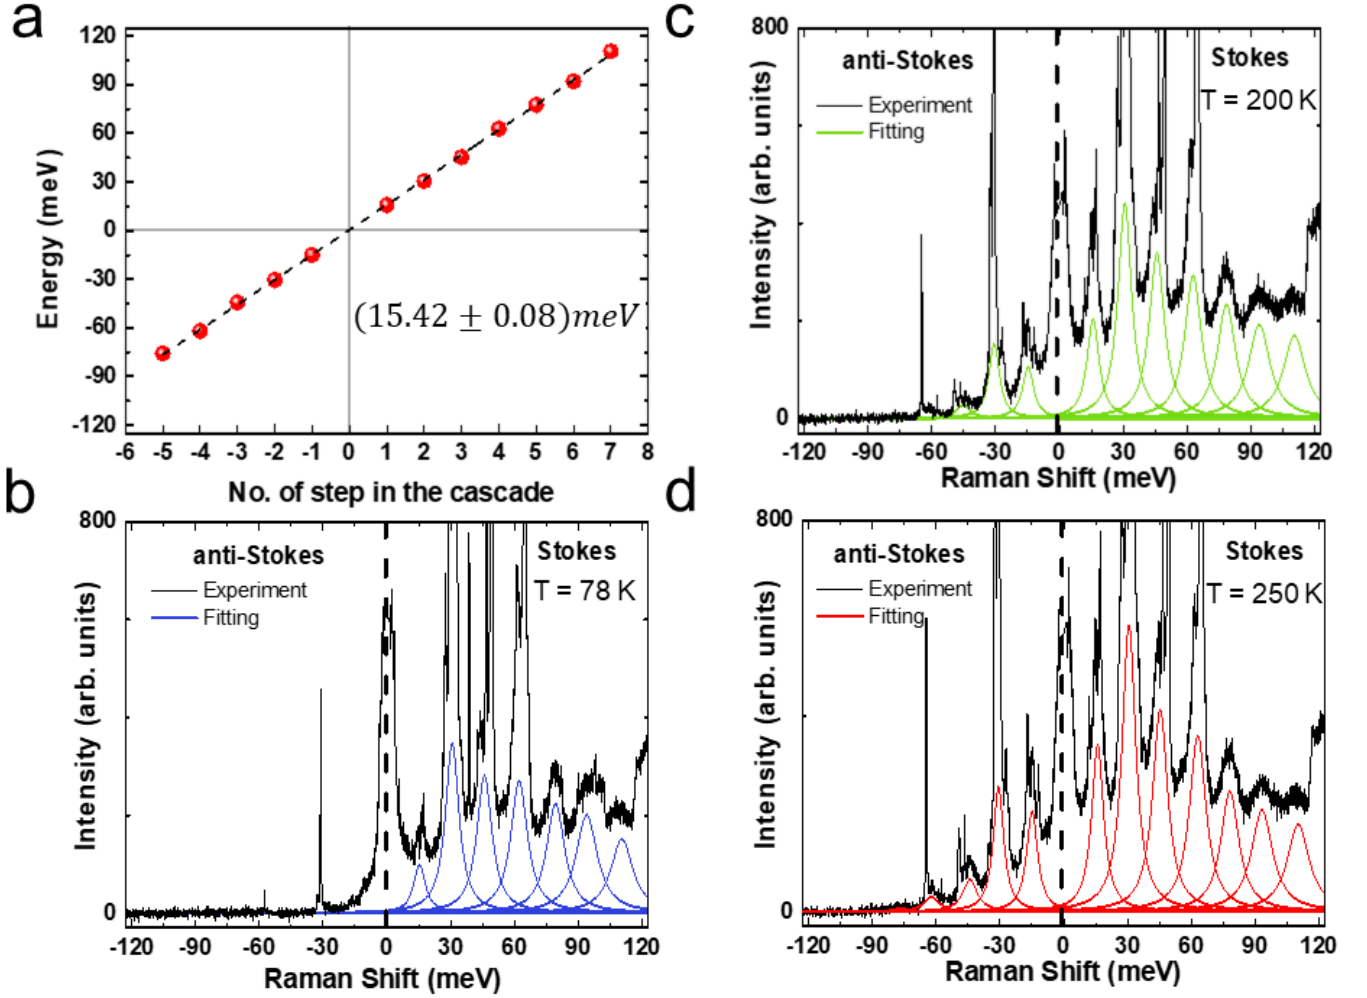 a
Energy (meV)
120
90
60
30
0
-30
-60
-90
-120
(15.42 ± 0.08)meV
-6 -5 -4 -3 -2 -1 0 1 2 3 4 5 6 7 8
No. of step in the cascade
c
Intensity (arb. units)
800
0
anti-Stokes
Stokes
Experiment
Fitting
T = 200 K
-120 -90 -60 -30 0 30 60 90 120
Raman Shift (meV)
b
Intensity (arb. units)
800
0
anti-Stokes
Stokes
Experiment
Fitting
T = 78 K
-120 -90 -60 -30 0 30 60 90 120
Raman Shift (meV)
d
Intensity (arb. units)
800
0
anti-Stokes
Stokes
Experiment
Fitting
T = 250 K
-120 -90 -60 -30 0 30 60 90 120
Raman Shift (meV)